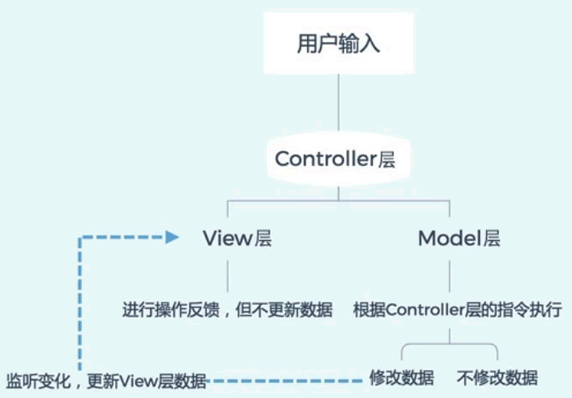 用户输入
Controller层
View层
Model层
进行操作反馈，但不更新数据
根据Controller层的指令执行
监听变化，更新View层数据
修改数据
不修改数据